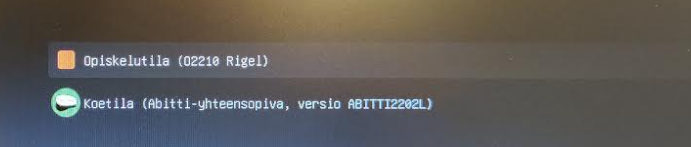 Opiskelutila (O2210 Rigel)
Koetila (Abitti-yhteensopiva, versio ABITTI2202L)